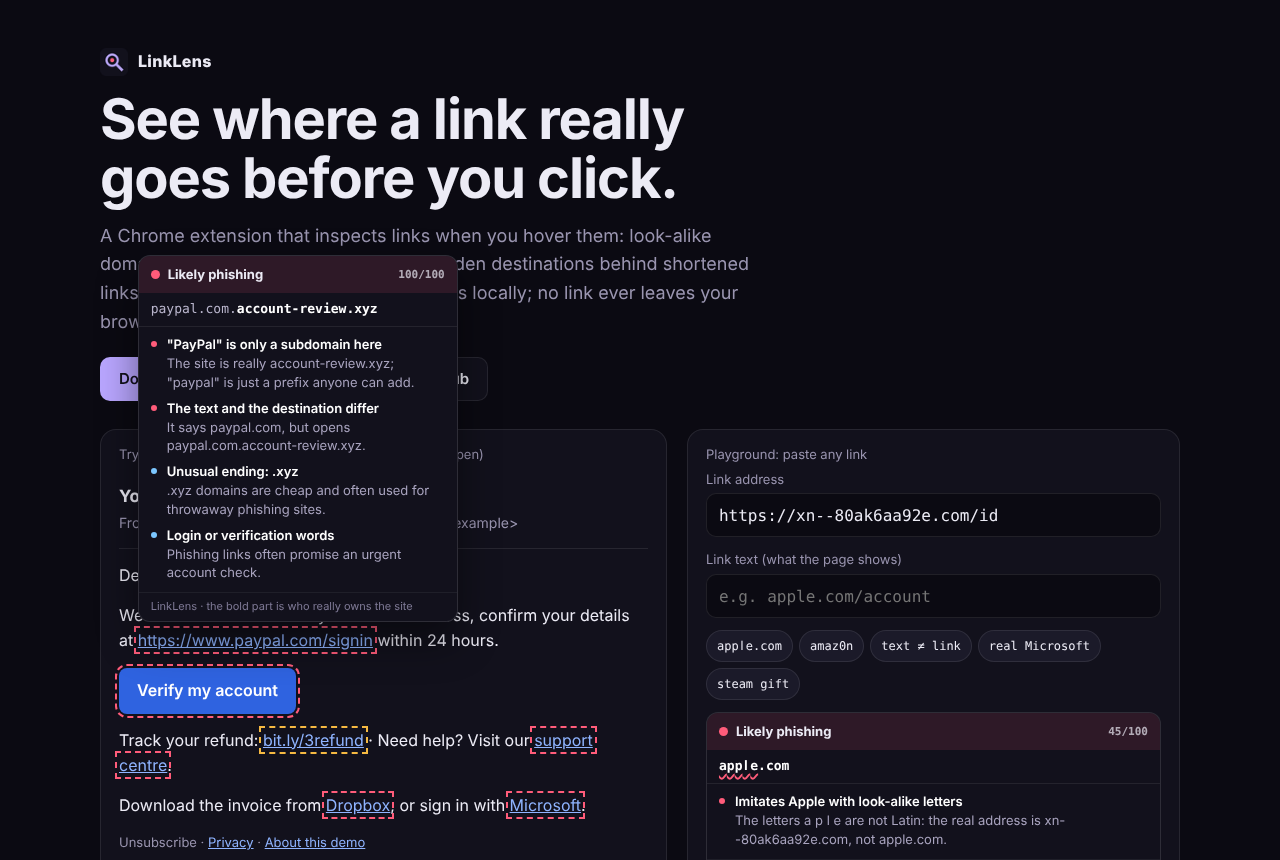 LinkLens
See where a link really
goes before you click.
A Chrome extension that inspects links when you hover them: look-alike
dom
den destinations behind shortened
links
s locally; no link ever leaves your
brow
Do
ub
Likely phishing 100/100
paypal.com.account-review.xyz
"PayPal" is only a subdomain here
The site is really account-review.xyz;
"paypal" is just a prefix anyone can add.
The text and the destination differ
It says paypal.com, but opens
paypal.com.account-review.xyz.
Unusual ending: .xyz
.xyz domains are cheap and often used for
throwaway phishing sites.
Login or verification words
Phishing links often promise an urgent
account check.
LinkLens · the bold part is who really owns the site
Try
pen)
Yo
Fro
example>
De
We
ss, confirm your details
at https://www.paypal.com/signin within 24 hours.
Verify my account
Track your refund: bit.ly/3refund · Need help? Visit our support
centre.
Download the invoice from Dropbox, or sign in with Microsoft.
Unsubscribe · Privacy · About this demo
Playground: paste any link
Link address
https://xn--80ak6aa92e.com/id
Link text (what the page shows)
e.g. apple.com/account
apple.com amaz0n text ≠ link real Microsoft
steam gift
Likely phishing 45/100
аррӏе.com
Imitates Apple with look-alike letters
The letters а р ӏ е are not Latin: the real address is xn-
-80ak6aa92e.com, not apple.com.